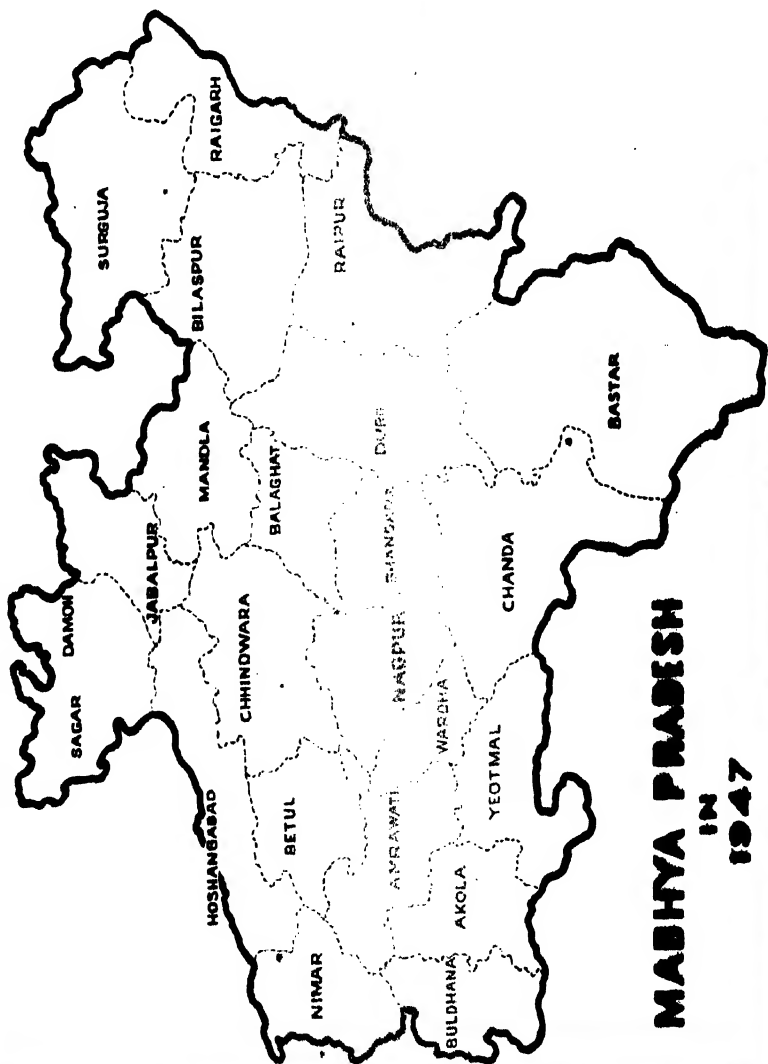 DAMOH
SAGAR
SURGUJA
JABALPUR
BILASPUR
MANDLA
HOSHANGABAD
RAIGARH
CHHINDWARA
BALAGHAT
BETUL
NIMAR
RAIPUR
DURG
BHANDARA
AMRAWATI
NAGPUR
WARDHA
BULDHANA
AKOLA
YEOTMAL
CHANDA
BASTAR
MABHYA PRADESH
IN
1947